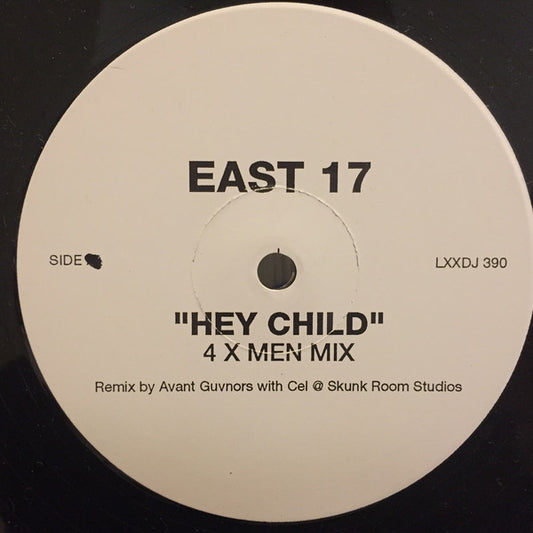 EAST 17
SIDE
LXXDJ 390
"HEY CHILD"
4 X MEN MIX
Remix by Avant Guvnors with Cel @ Skunk Room Studios